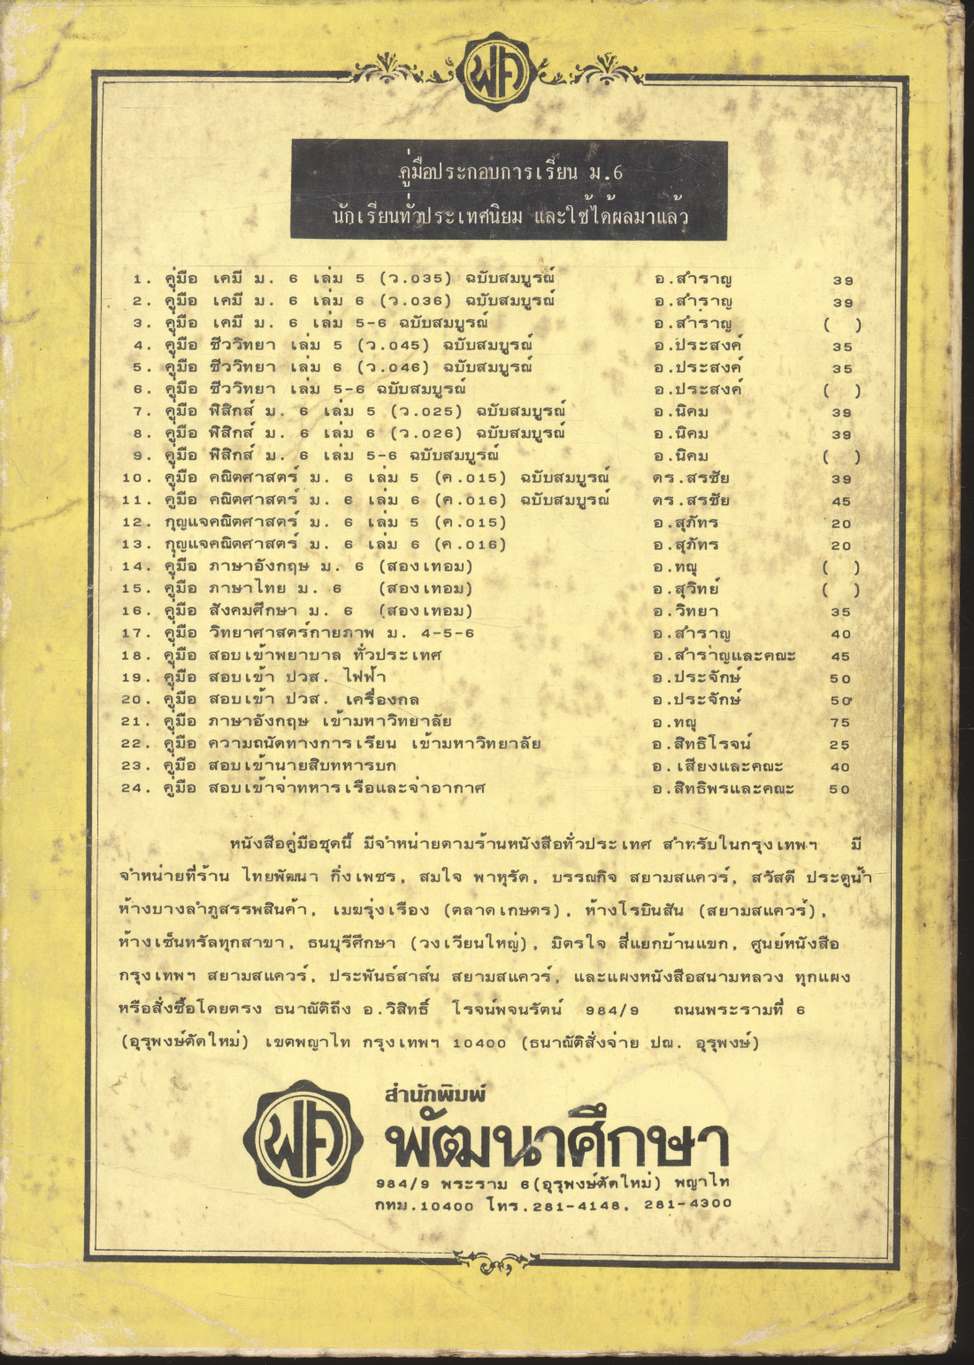 พศ
คู่มือประกอบการเรียน ม.6
นักเรียนทั่วประเทศนิยม และใช้ได้ผลมาแล้ว
1. คู่มือ เคมี ม. 6 เล่ม 5 (ว.035) ฉบับสมบูรณ์ อ.สำราญ 39
2. คู่มือ เคมี ม. 6 เล่ม 6 (ว.036) ฉบับสมบูรณ์ อ.สำราญ 39
3. คู่มือ เคมี ม. 6 เล่ม 5-6 ฉบับสมบูรณ์ อ.สำราญ ( )
4. คู่มือ ชีววิทยา เล่ม 5 (ว.045) ฉบับสมบูรณ์ อ.ประสงค์ 35
5. คู่มือ ชีววิทยา เล่ม 6 (ว.046) ฉบับสมบูรณ์ อ.ประสงค์ 35
6. คู่มือ ชีววิทยา เล่ม 5-6 ฉบับสมบูรณ์ อ.ประสงค์ ( )
7. คู่มือ ฟิสิกส์ ม. 6 เล่ม 5 (ว.025) ฉบับสมบูรณ์ อ.นิคม 39
8. คู่มือ ฟิสิกส์ ม. 6 เล่ม 6 (ว.026) ฉบับสมบูรณ์ อ.นิคม 39
9. คู่มือ ฟิสิกส์ ม. 6 เล่ม 5-6 ฉบับสมบูรณ์ อ.นิคม ( )
10. คู่มือ คณิตศาสตร์ ม. 6 เล่ม 5 (ค.015) ฉบับสมบูรณ์ ดร.สรชัย 39
11. คู่มือ คณิตศาสตร์ ม. 6 เล่ม 6 (ค.016) ฉบับสมบูรณ์ ดร.สรชัย 45
12. กุญแจคณิตศาสตร์ ม. 6 เล่ม 5 (ค.015) อ.สุภัทร 20
13. กุญแจคณิตศาสตร์ ม. 6 เล่ม 6 (ค.016) อ.สุภัทร 20
14. คู่มือ ภาษาอังกฤษ ม. 6 (สองเทอม) อ.ทณุ ( )
15. คู่มือ ภาษาไทย ม. 6 (สองเทอม) อ.สุวิทย์ ( )
16. คู่มือ สังคมศึกษา ม. 6 (สองเทอม) อ.วิทยา 35
17. คู่มือ วิทยาศาสตร์กายภาพ ม. 4-5-6 อ.สำราญ 40
18. คู่มือ สอบเข้าพยาบาล ทั่วประเทศ อ.สำราญและคณะ 45
19. คู่มือ สอบเข้า ปวส. ไฟฟ้า อ.ประจักษ์ 50
20. คู่มือ สอบเข้า ปวส. เครื่องกล อ.ประจักษ์ 50
21. คู่มือ ภาษาอังกฤษ เข้ามหาวิทยาลัย อ.ทณุ 75
22. คู่มือ ความถนัดทางการเรียน เข้ามหาวิทยาลัย อ.สิทธิโรจน์ 25
23. คู่มือ สอบเข้านายสิบทหารบก อ.เสียงและคณะ 40
24. คู่มือ สอบเข้าจ่าทหารเรือและจ่าอากาศ อ.สิทธิพรและคณะ 50
หนังสือคู่มือชุดนี้ มีจำหน่ายตามร้านหนังสือทั่วประเทศ สำหรับในกรุงเทพฯ มี
จำหน่ายที่ร้าน ไทยพัฒนา กิ่งเพชร, สมใจ พาหุรัด, บรรณกิจ สยามสแควร์, สวัสดี ประตูน้ำ
ห้างบางลำภูสรรพสินค้า, เมฆรุ่งเรือง (ตลาดเกษตร), ห้างโรบินสัน (สยามสแควร์),
ห้างเซ็นทรัลทุกสาขา, ธนบุรีศึกษา (วงเวียนใหญ่), มิตรใจ สี่แยกบ้านแขก, ศูนย์หนังสือ
กรุงเทพฯ สยามสแควร์, ประพันธ์สาส์น สยามสแควร์, และแผงหนังสือสนามหลวง ทุกแผง
หรือสั่งซื้อโดยตรง ธนาณัติถึง อ.วิสิทธิ์ โรจน์พจนรัตน์ 984/9 ถนนพระรามที่ 6
(อุรุพงษ์ตัดใหม่) เขตพญาไท กรุงเทพฯ 10400 (ธนาณัติสั่งจ่าย ปณ. อุรุพงษ์)
พศ
สำนักพิมพ์
พัฒนาศึกษา
984/9 พระราม 6(อุรุพงษ์ตัดใหม่) พญาไท
กทม.10400 โทร.281-4148, 281-4300